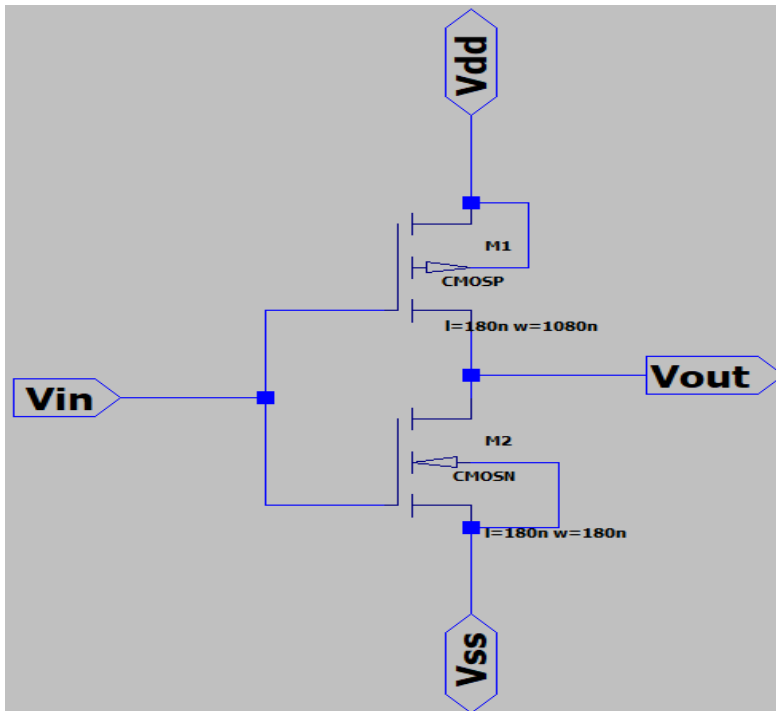 Vdd
M1
CMOSP
l=180n w=1080n
Vin
Vout
M2
CMOSN
l=180n w=180n
Vss